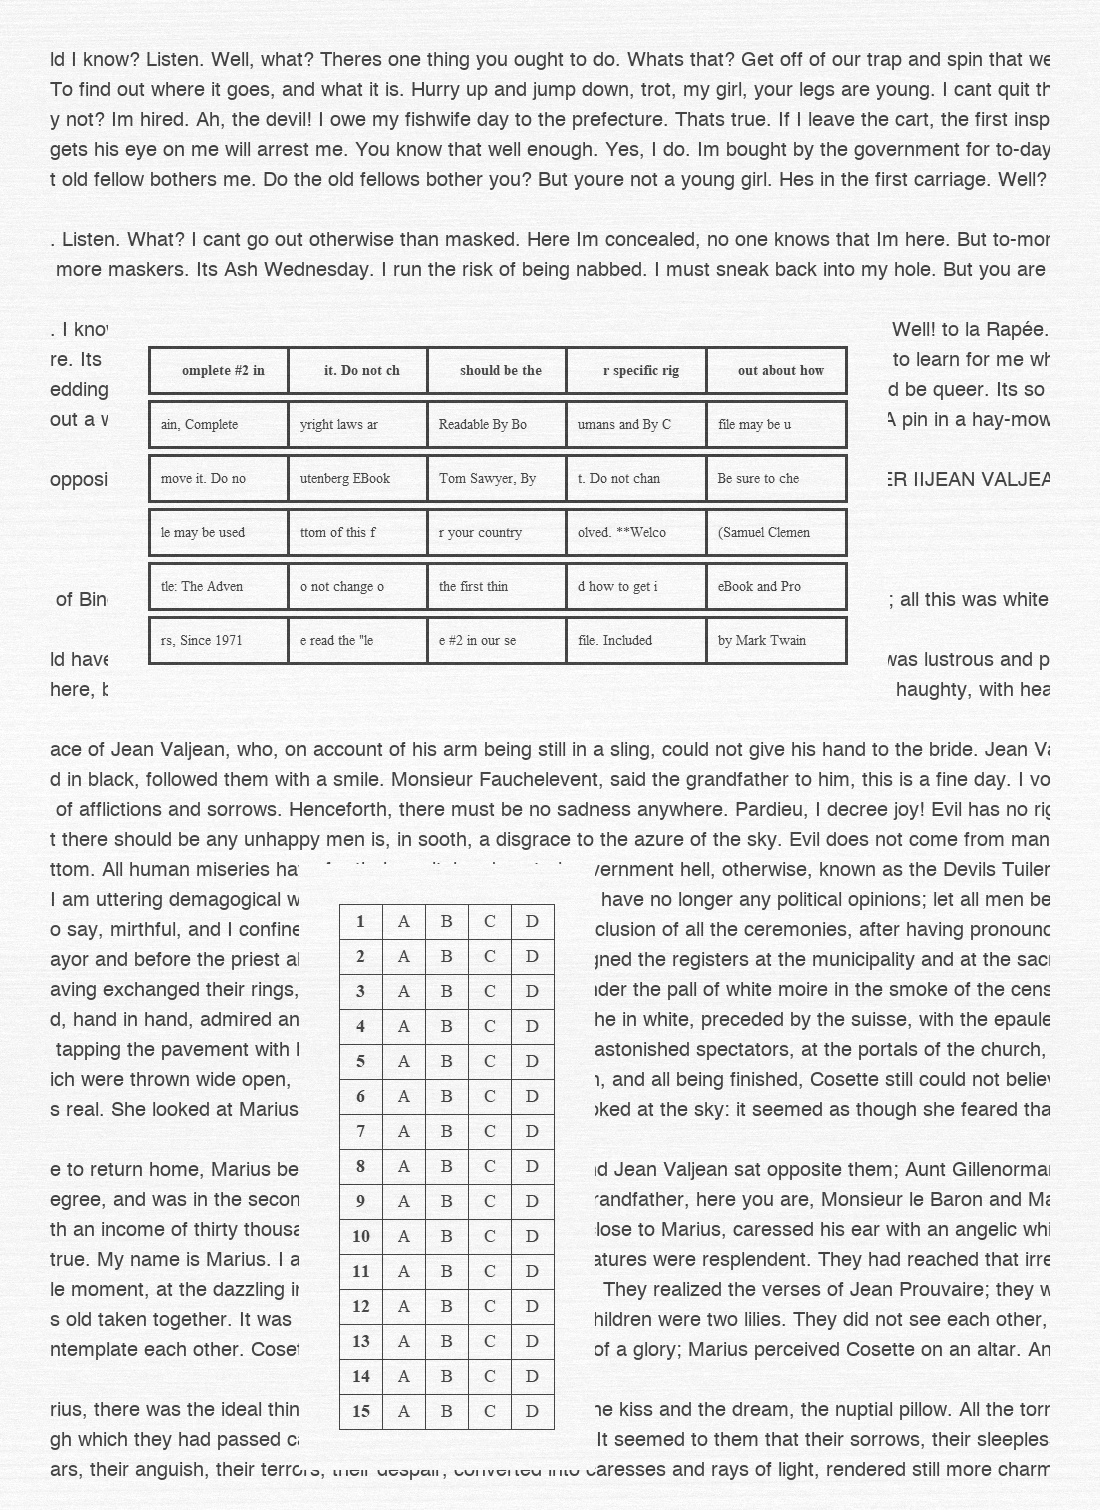 ld I know? Listen. Well, what? Theres one thing you ought to do. Whats that? Get off of our trap and spin that we
To find out where it goes, and what it is. Hurry up and jump down, trot, my girl, your legs are young. I cant quit th
y not? Im hired. Ah, the devil! I owe my fishwife day to the prefecture. Thats true. If I leave the cart, the first insp
gets his eye on me will arrest me. You know that well enough. Yes, I do. Im bought by the government for to-day
t old fellow bothers me. Do the old fellows bother you? But youre not a young girl. Hes in the first carriage. Well?
. Listen. What? I cant go out otherwise than masked. Here Im concealed, no one knows that Im here. But to-mor
more maskers. Its Ash Wednesday. I run the risk of being nabbed. I must sneak back into my hole. But you are
. I know Well! to la Rapée.
re. Its to learn for me wh
edding d be queer. Its so
out a w A pin in a hay-mow
opposi ER IIJEAN VALJEA
of Bin ; all this was white
ld have was lustrous and p
here, b haughty, with hea
omplete #2 in it. Do not ch should be the r specific rig out about how
ain, Complete yright laws ar Readable By Bo umans and By C file may be u
move it. Do no utenberg EBook Tom Sawyer, By t. Do not chan Be sure to che
le may be used ttom of this f r your country olved. **Welco (Samuel Clemen
tle: The Adven o not change o the first thin d how to get i eBook and Pro
rs, Since 1971 e read the "le e #2 in our se file. Included by Mark Twain
ace of Jean Valjean, who, on account of his arm being still in a sling, could not give his hand to the bride. Jean Va
d in black, followed them with a smile. Monsieur Fauchelevent, said the grandfather to him, this is a fine day. I vo
of afflictions and sorrows. Henceforth, there must be no sadness anywhere. Pardieu, I decree joy! Evil has no rig
t there should be any unhappy men is, in sooth, a disgrace to the azure of the sky. Evil does not come from man
ttom. All human miseries ha vernment hell, otherwise, known as the Devils Tuiler
I am uttering demagogical w have no longer any political opinions; let all men be
o say, mirthful, and I confine clusion of all the ceremonies, after having pronounc
ayor and before the priest al gned the registers at the municipality and at the sacr
aving exchanged their rings, nder the pall of white moire in the smoke of the cens
d, hand in hand, admired an he in white, preceded by the suisse, with the epaule
tapping the pavement with astonished spectators, at the portals of the church,
ich were thrown wide open, n, and all being finished, Cosette still could not believ
s real. She looked at Marius oked at the sky: it seemed as though she feared tha
e to return home, Marius be nd Jean Valjean sat opposite them; Aunt Gillenorman
egree, and was in the secon randfather, here you are, Monsieur le Baron and Ma
th an income of thirty thousa close to Marius, caressed his ear with an angelic whi
true. My name is Marius. I a atures were resplendent. They had reached that irre
le moment, at the dazzling in They realized the verses of Jean Prouvaire; they w
s old taken together. It was hildren were two lilies. They did not see each other,
ntemplate each other. Coset of a glory; Marius perceived Cosette on an altar. An
rius, there was the ideal thin he kiss and the dream, the nuptial pillow. All the torr
gh which they had passed ca It seemed to them that their sorrows, their sleeples
ars, their anguish, their terrors, their despair, converted into caresses and rays of light, rendered still more charm
1 A B C D
2 A B C D
3 A B C D
4 A B C D
5 A B C D
6 A B C D
7 A B C D
8 A B C D
9 A B C D
10 A B C D
11 A B C D
12 A B C D
13 A B C D
14 A B C D
15 A B C D